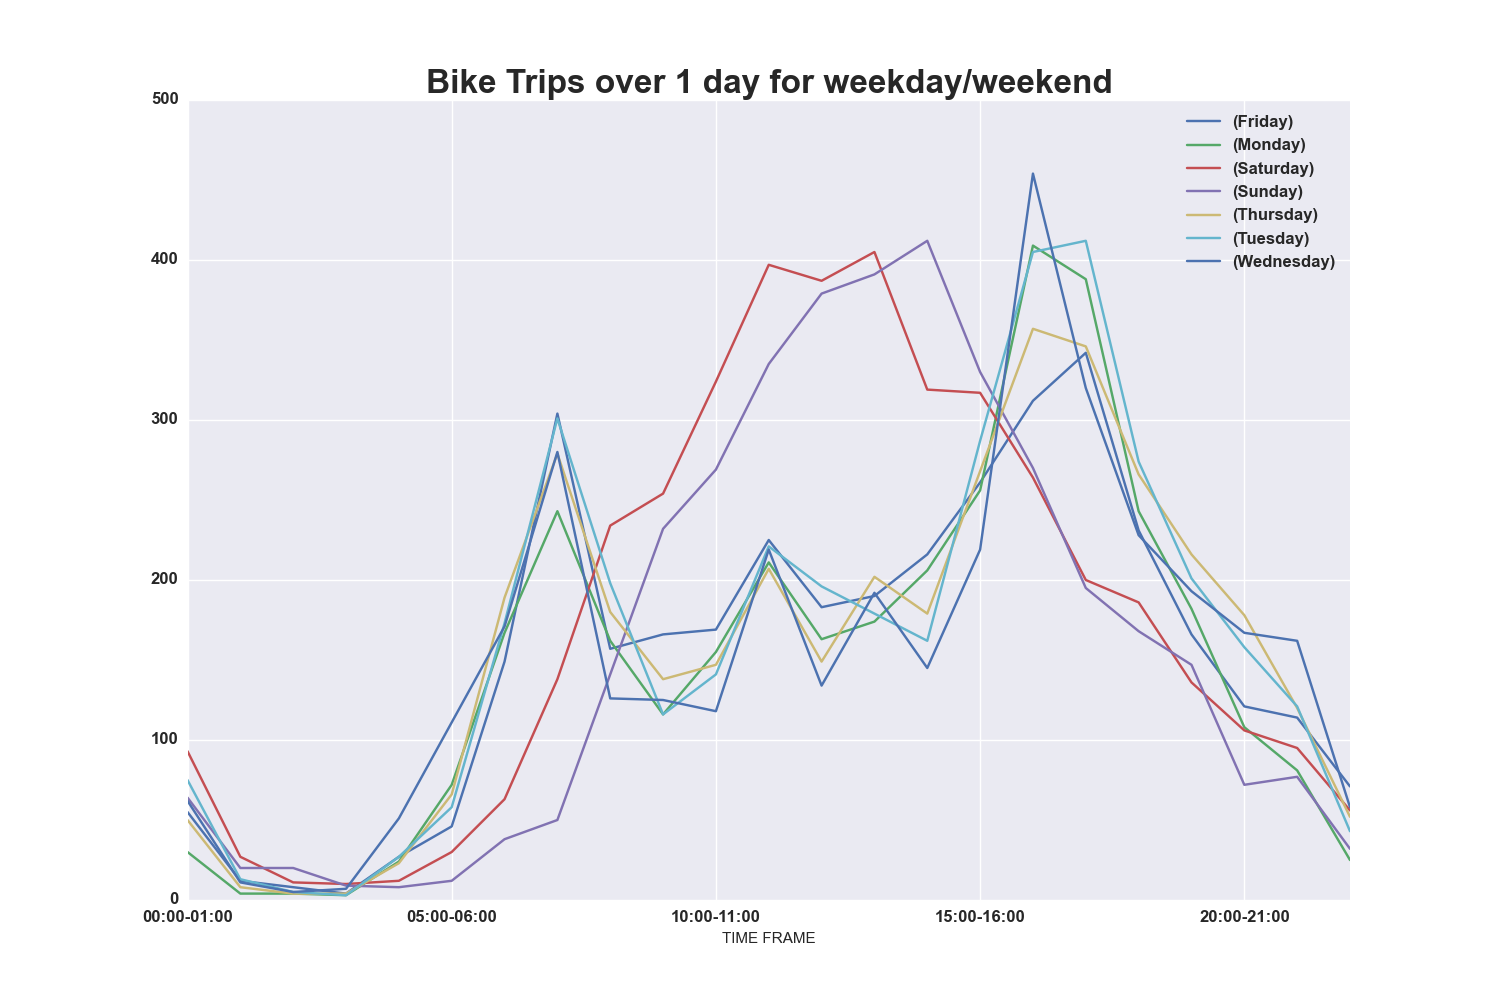 Bike Trips over 1 day for weekday/weekend
500
400
300
200
100
0
(Friday)
(Monday)
(Saturday)
(Sunday)
(Thursday)
(Tuesday)
(Wednesday)
00:00-01:00 05:00-06:00 10:00-11:00 15:00-16:00 20:00-21:00
TIME FRAME